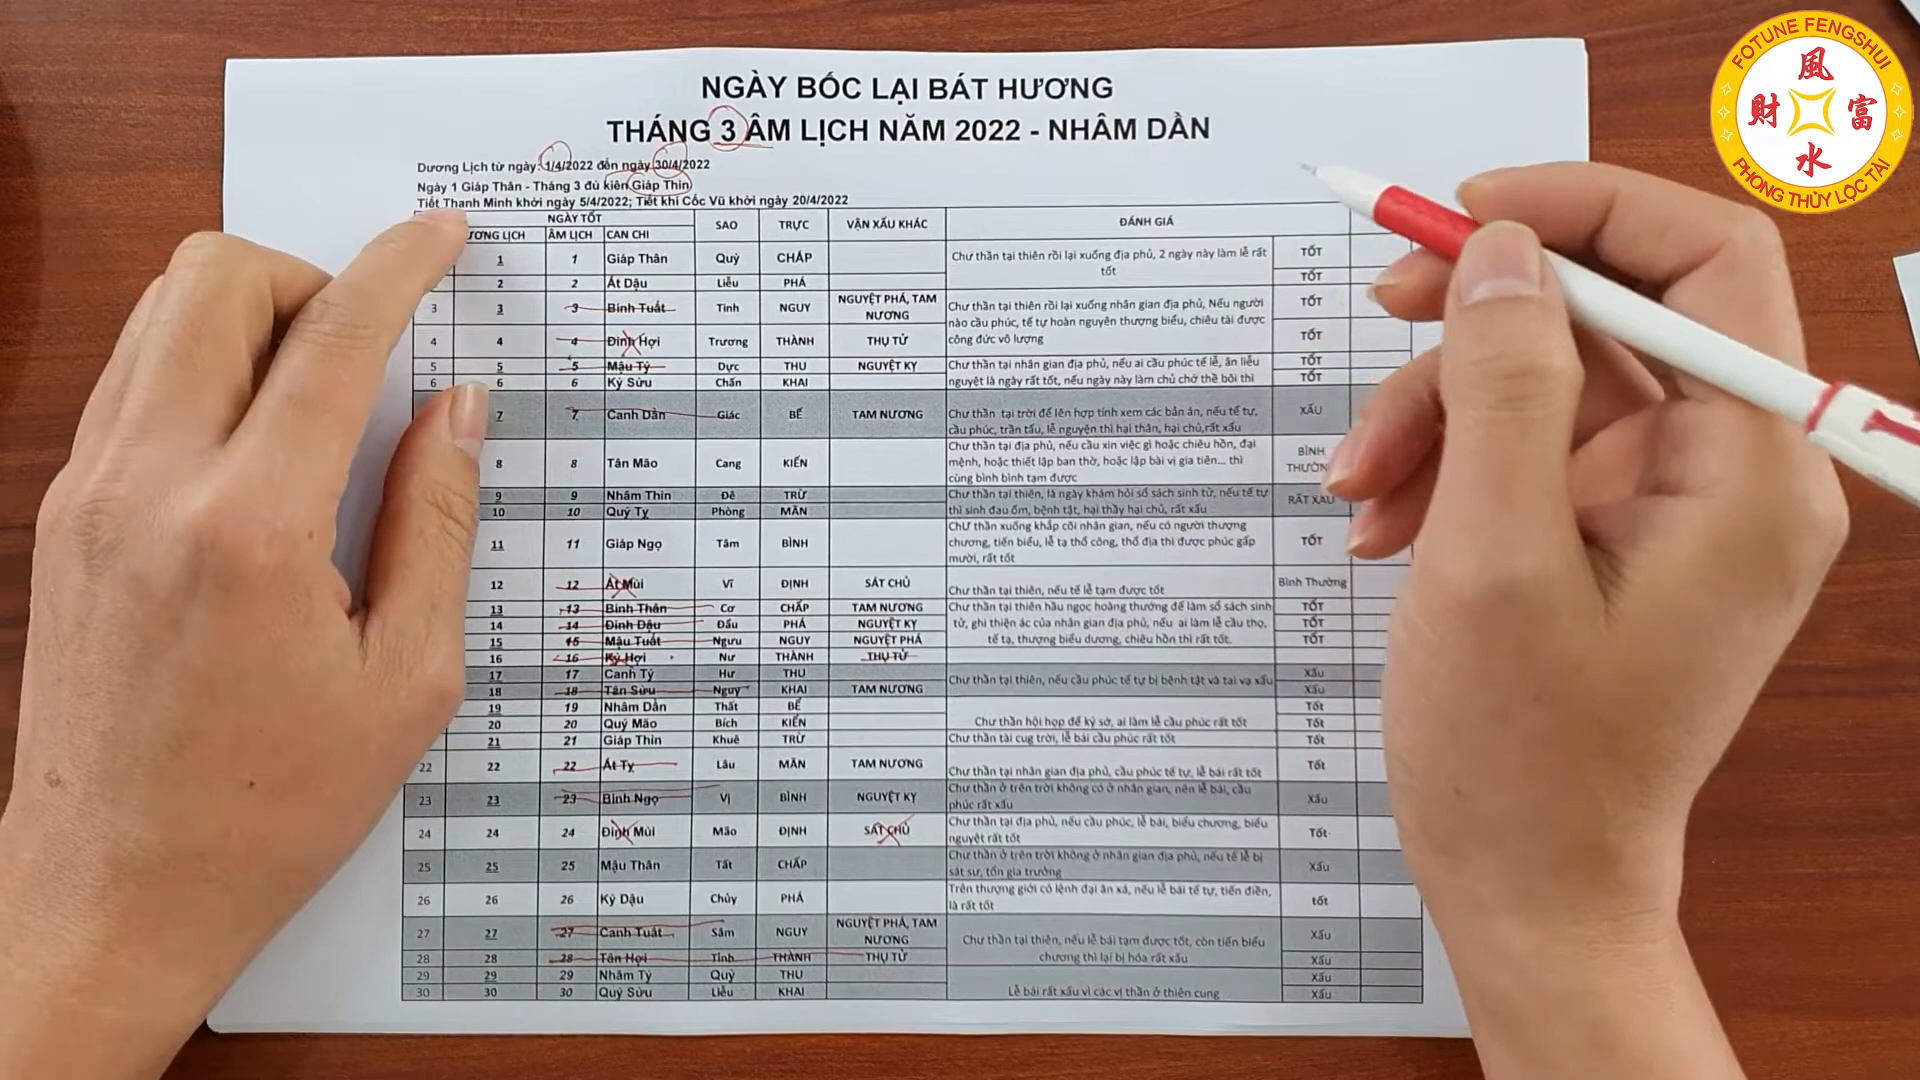 FOTUNE FENGSHUI
風
財 富
水
PHONG THỦY LỘC TÀI
NGÀY BỐC LẠI BÁT HƯƠNG
THÁNG 3 ÂM LỊCH NĂM 2022 - NHÂM DẦN
Dương Lịch từ ngày: 1/4/2022 đến ngày 30/4/2022
Ngày 1 Giáp Thân - Tháng 3 đủ kiến Giáp Thìn
Tiết Thanh Minh khởi ngày 5/4/2022; Tiết khí Cốc Vũ khởi ngày 20/4/2022
NGÀY TỐT SAO TRỰC VẬN XẤU KHÁC ĐÁNH GIÁ
ƯƠNG LỊCH ÂM LỊCH CAN CHI
1 1 Giáp Thân Quỷ CHẤP Chư thần tại thiên rồi lại xuống địa phủ, 2 ngày này làm lễ rất tốt TỐT
2 2 Ất Dậu Liễu PHÁ TỐT
3 3 3 Bính Tuất Tinh NGUY NGUYỆT PHÁ, TAM NƯƠNG Chư thần tại thiên rồi lại xuống nhân gian địa phủ, Nếu người nào cầu phúc, tế tự hoàn nguyên thượng biểu, chiêu tài được công đức vô lượng TỐT
4 4 4 Đinh Hợi Trương THÀNH THỤ TỬ TỐT
5 5 5 Mậu Tý Dực THU NGUYỆT KỴ Chư thần tại nhân gian địa phủ, nếu ai cầu phúc tế lễ, ân liễu nguyệt là ngày rất tốt, nếu ngày này làm chủ chớ thề bôi thì TỐT
6 6 6 Kỷ Sửu Chẩn KHAI TỐT
7 7 Canh Dần Giác BẾ TAM NƯƠNG Chư thần tại trời để lên hợp tính xem các bản án, nếu tế tự, cầu phúc, trần tấu, lễ nguyện thì hại thân, hại chủ,rất xấu XẤU
8 8 Tân Mão Cang KIẾN Chư thần tại địa phủ, nếu cầu xin việc gì hoặc chiêu hồn, đại mệnh, hoặc thiết lập ban thờ, hoặc lập bài vị gia tiên... thì cùng bình bình tạm được BÌNH
9 9 Nhâm Thìn Đê TRỪ Chư thần tại thiên, là ngày khám hỏi sổ sách sinh tử, nếu tế tự thì sinh đau ốm, bệnh tật, hại thầy hại chủ, rất xấu RẤT XẤU
10 10 Quý Tỵ Phòng MÃN
11 11 Giáp Ngọ Tâm BÌNH ChƯ thần xuống khắp cõi nhân gian, nếu có người thượng chương, tiến biểu, lễ tạ thổ công, thổ địa thì được phúc gấp mười, rất tốt TỐT
12 12 Ất Mùi Vĩ ĐỊNH SÁT CHỦ Chư thần tại thiên, nếu tế lễ tạm được tốt Bình Thường
13 13 Bính Thân Cơ CHẤP TAM NƯƠNG Chư thần tại thiên hầu ngọc hoàng thướng đế làm sổ sách sinh tử, ghi thiện ác của nhân gian địa phủ, nếu ai làm lễ cầu thọ, tế tạ, thượng biểu dương, chiêu hồn thì rất tốt. TỐT
14 14 Đinh Dậu Đẩu PHÁ NGUYỆT KỴ TỐT
15 15 Mậu Tuất Ngưu NGUY NGUYỆT PHÁ TỐT
16 16 Kỷ Hợi Nư THÀNH THỤ TỬ
17 17 Canh Tý Hư THU Chư thần tại thiên, nếu cầu phúc tế tự bị bệnh tật và tai vạ xấu Xấu
18 18 Tân Sửu Nguy KHAI TAM NƯƠNG Xấu
19 19 Nhâm Dần Thất BẾ Chư thần hội họp để ký sớ, ai làm lễ cầu phúc rất tốt Tốt
20 20 Quý Mão Bích KIẾN Tốt
21 21 Giáp Thìn Khuê TRỪ Chư thần tài cug trời, lễ bái cầu phúc rất tốt Tốt
22 22 22 Ất Tỵ Lâu MÃN TAM NƯƠNG Chư thần tại nhân gian địa phủ, cầu phúc tế tự, lễ bái rất tốt Tốt
23 23 23 Bính Ngọ Vị BÌNH NGUYỆT KỴ Chư thần ở trên trời không có ở nhân gian, nên lễ bái, cầu phúc rất xấu Xấu
24 24 24 Đinh Mùi Mão ĐỊNH SÁT CHỦ Chư thần tại địa phủ, nếu cầu phúc, lễ bái, biểu chương, biểu nguyệt rất tốt Tốt
25 25 25 Mậu Thân Tất CHẤP Chư thần ở trên trời không ở nhân gian địa phủ, nếu tế lễ bị sát sư, tổn gia trưởng Xấu
26 26 26 Kỷ Dậu Chủy PHÁ Trên thượng giới có lệnh đại ân xá, nếu lễ bái tế tự, tiến điền, là rất tốt tốt
27 27 27 Canh Tuất Sâm NGUY NGUYỆT PHÁ, TAM NƯƠNG Chư thần tại thiên, nếu lễ bái tạm được tốt, còn tiến biểu chương thì lại bị hóa rất xấu Xấu
28 28 28 Tân Hợi Tỉnh THÀNH THỤ TỬ Xấu
29 29 29 Nhâm Tý Quỷ THU Lễ bái rất xấu vì các vị thần ở thiên cung Xấu
30 30 30 Quý Sửu Liễu KHAI Xấu